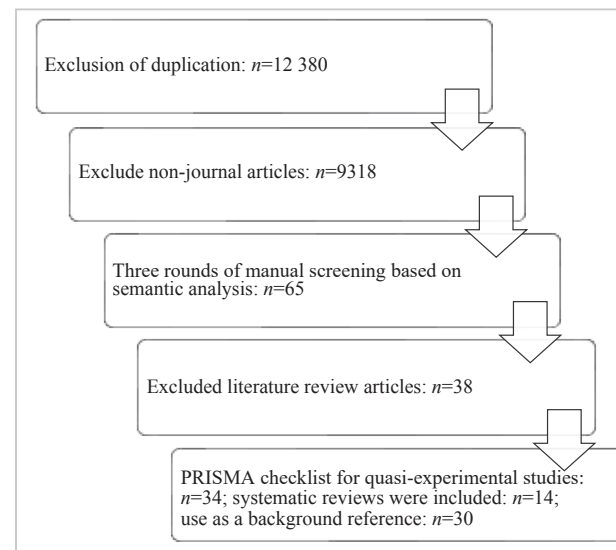 Exclusion of duplication: n=12 380
Exclude non-journal articles: n=9318
Three rounds of manual screening based on
semantic analysis: n=65
Excluded literature review articles: n=38
PRISMA checklist for quasi-experimental studies:
n=34; systematic reviews were included: n=14;
use as a background reference: n=30